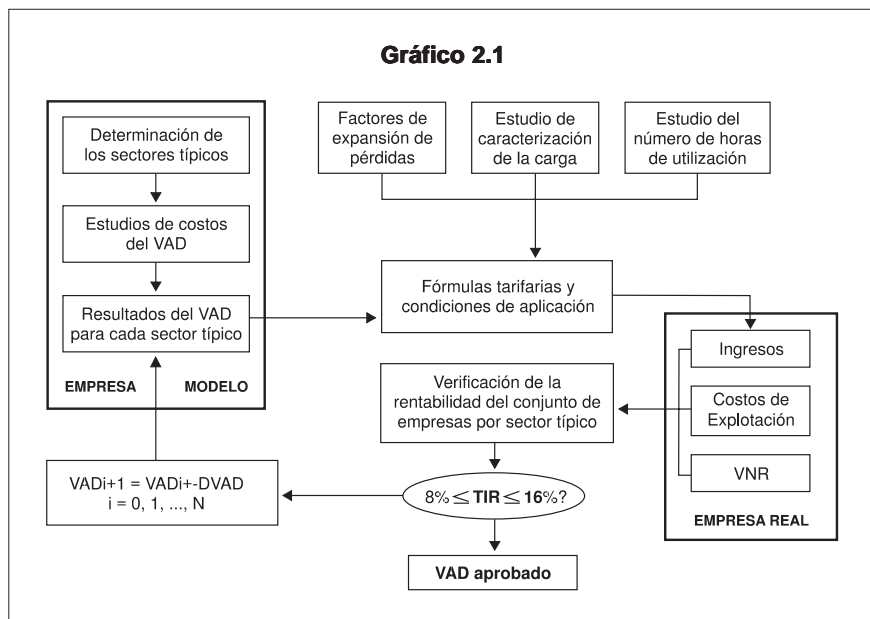 Gráfico 2.1
Determinación de
los sectores típicos
Estudios de costos
del VAD
Resultados del VAD
para cada sector típico
EMPRESA MODELO
Factores de
expansión de
pérdidas
Estudio de
caracterización
de la carga
Estudio del
número de horas
de utilización
Fórmulas tarifarias y
condiciones de aplicación
Ingresos
Costos de
Explotación
VNR
EMPRESA REAL
Verificación de la
rentabilidad del conjunto de
empresas por sector típico
8% ≤ TIR ≤ 16%?
VADi+1 = VADi+-DVAD
i = 0, 1, ..., N
VAD aprobado